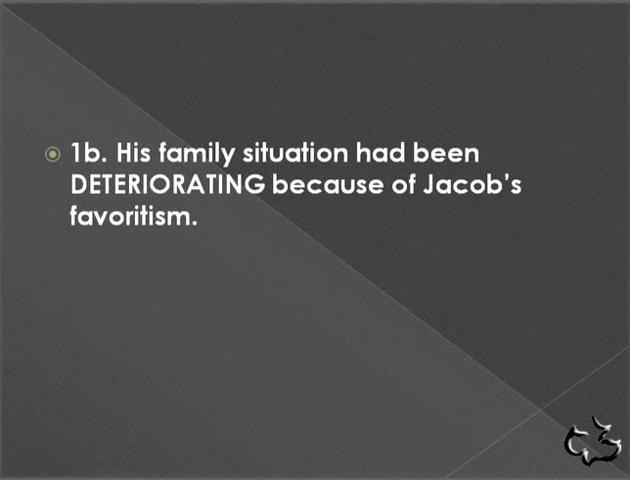 1b. His family situation had been
DETERIORATING because of Jacob’s
favoritism.